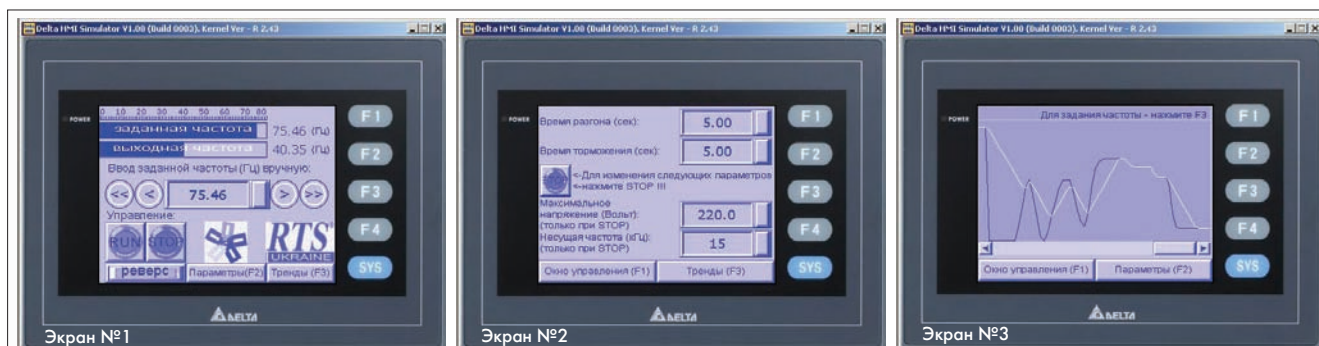 Delta HMI Simulator V1.00 (Build 0003). Kernel Ver - R 2.43
POWER
0 10 20 30 40 50 60 70 80
заданная частота 75.46 (Гц)
выходная частота 40.35 (Гц)
Ввод заданной частоты (Гц) вручную:
<< < 75.46 > >>
Управление:
RUN STOP RTS
UKRAINE
реверс Параметры(F2) Тренды (F3)
F1
F2
F3
F4
SYS
DELTA
Экран №1
Delta HMI Simulator V1.00 (Build 0003). Kernel Ver - R 2.43
POWER
Время разгона (сек): 5.00
Время торможения (сек): 5.00
STOP <-Для изменения следующих параметров
<-нажмите STOP !!!
Максимальное
напряжение (Вольт): 220.0
(только при STOP)
Несущая частота (кГц): 15
(только при STOP)
Окно управления (F1) Тренды (F3)
F1
F2
F3
F4
SYS
DELTA
Экран №2
Delta HMI Simulator V1.00 (Build 0003). Kernel Ver - R 2.43
POWER
Для задания частоты - нажмите F3
Окно управления (F1) Параметры (F2)
F1
F2
F3
F4
SYS
DELTA
Экран №3